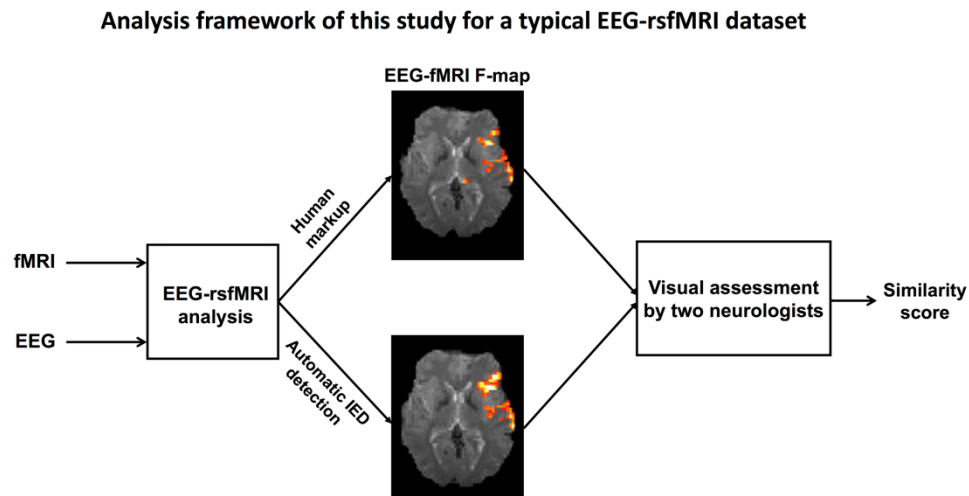 Analysis framework of this study for a typical EEG-rsfMRI dataset
EEG-fMRI F-map
Human
markup
fMRI
EEG
EEG-rsfMRI
analysis
Automatic IED
detection
Visual assessment
by two neurologists
Similarity
score